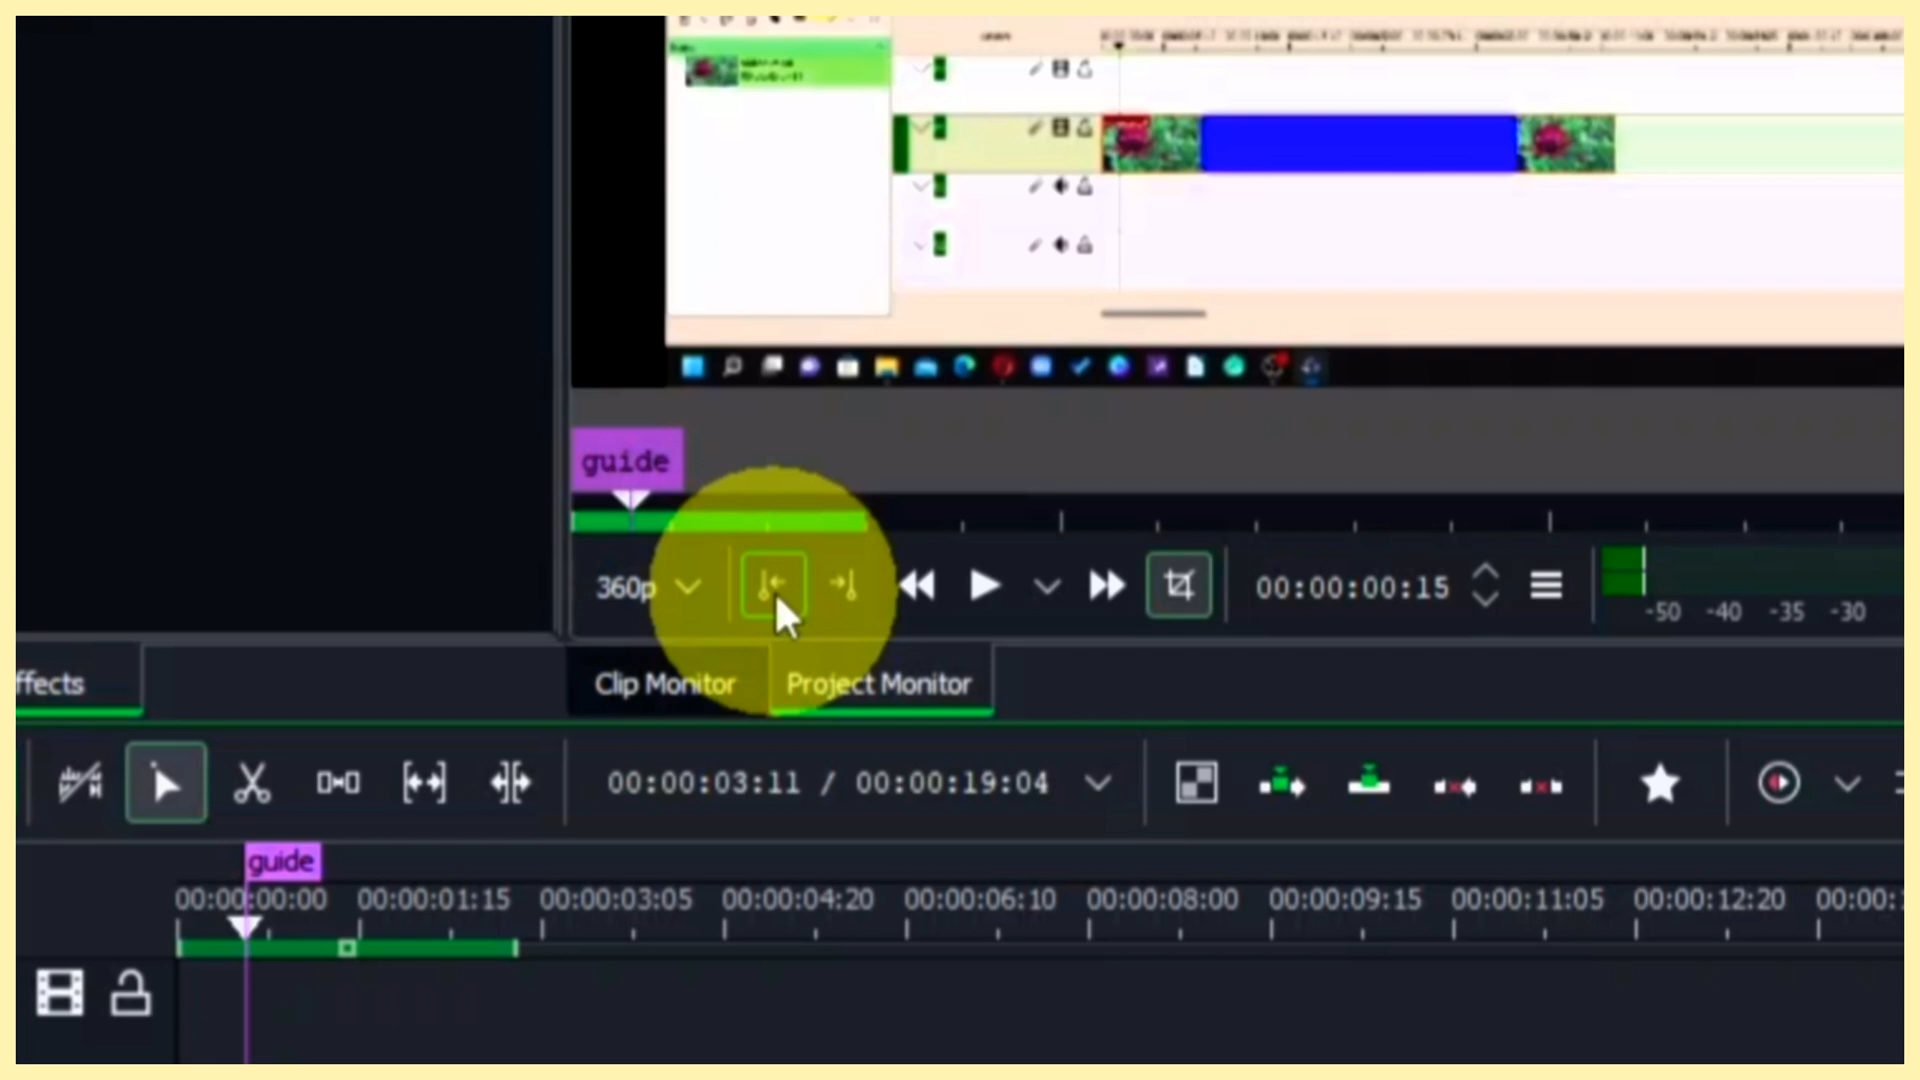 guide
360p
00:00:00:15
-50 -40 -35 -30
ffects
Clip Monitor
Project Monitor
00:00:03:11 / 00:00:19:04
guide
00:00:00:00 00:00:01:15 00:00:03:05 00:00:04:20 00:00:06:10 00:00:08:00 00:00:09:15 00:00:11:05 00:00:12:20 00:00: